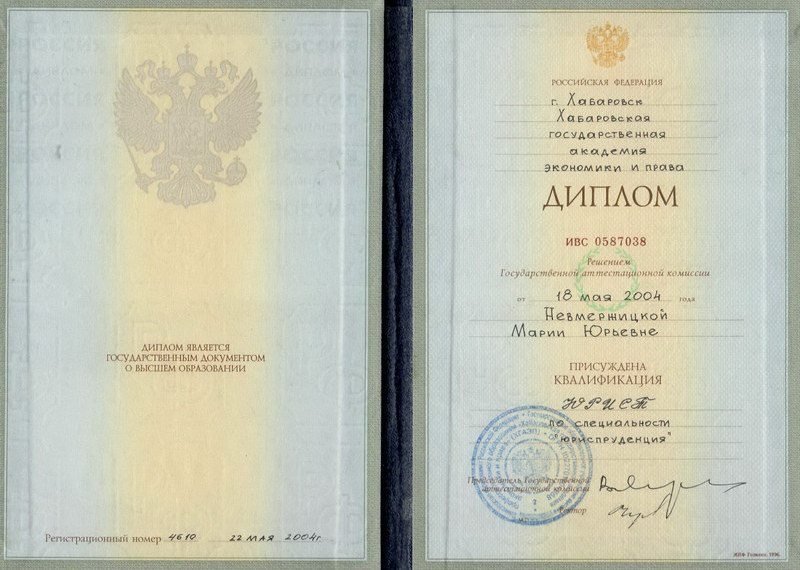 ДИПЛОМ ЯВЛЯЕТСЯ
ГОСУДАРСТВЕННЫМ ДОКУМЕНТОМ
О ВЫСШЕМ ОБРАЗОВАНИИ
Регистрационный номер 4610 22 мая 2004г.
РОССИЙСКАЯ ФЕДЕРАЦИЯ
г. Хабаровск
Хабаровская
государственная
академия
экономики и права
ДИПЛОМ
ИВС 0587038
Решением
Государственной аттестационной комиссии
от 18 мая 2004 года
Невмержицкой
Марии Юрьевне
ПРИСУЖДЕНА
КВАЛИФИКАЦИЯ
ЮРИСТ
по специальности
"юриспруденция"
Председатель Государственной
аттестационной комиссии
Ректор